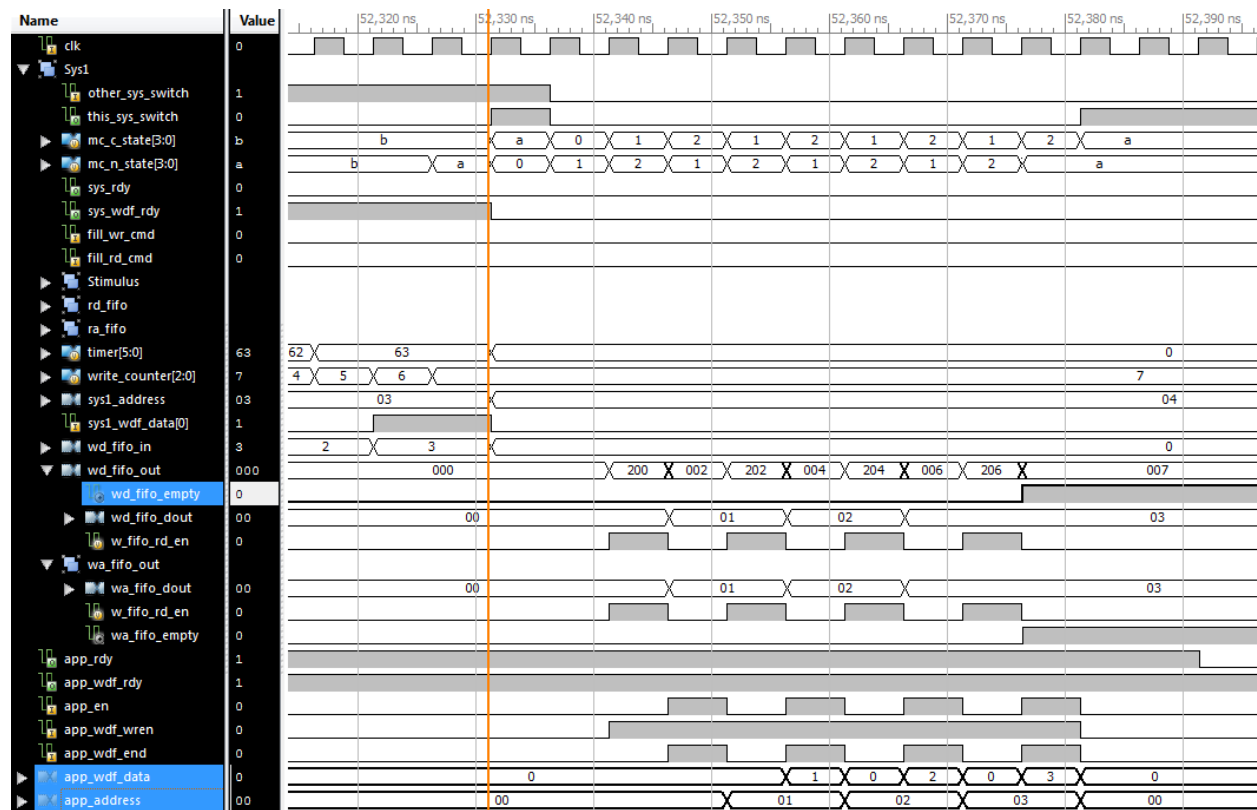 Name Value 52,320 ns 52,330 ns 52,340 ns 52,350 ns 52,360 ns 52,370 ns 52,380 ns 52,390 ns
clk 0
Sys1
other_sys_switch 1
this_sys_switch 0
mc_c_state[3:0] b b a 0 1 2 1 2 1 2 1 2 a
mc_n_state[3:0] a b a 0 1 2 1 2 1 2 1 2 a
sys_rdy 0
sys_wdf_rdy 1
fill_wr_cmd 0
fill_rd_cmd 0
Stimulus
rd_fifo
ra_fifo
timer[5:0] 63 62 63 0
write_counter[2:0] 7 4 5 6 7
sys1_address 03 03 04
sys1_wdf_data[0] 1
wd_fifo_in 3 2 3 0
wd_fifo_out 000 000 200 002 202 004 204 006 206 007
wd_fifo_empty 0
wd_fifo_dout 00 00 01 02 03
w_fifo_rd_en 0
wa_fifo_out
wa_fifo_dout 00 00 01 02 03
w_fifo_rd_en 0
wa_fifo_empty 0
app_rdy 1
app_wdf_rdy 1
app_en 0
app_wdf_wren 0
app_wdf_end 0
app_wdf_data 0 0 1 0 2 0 3 0
app_address 00 00 01 02 03 00